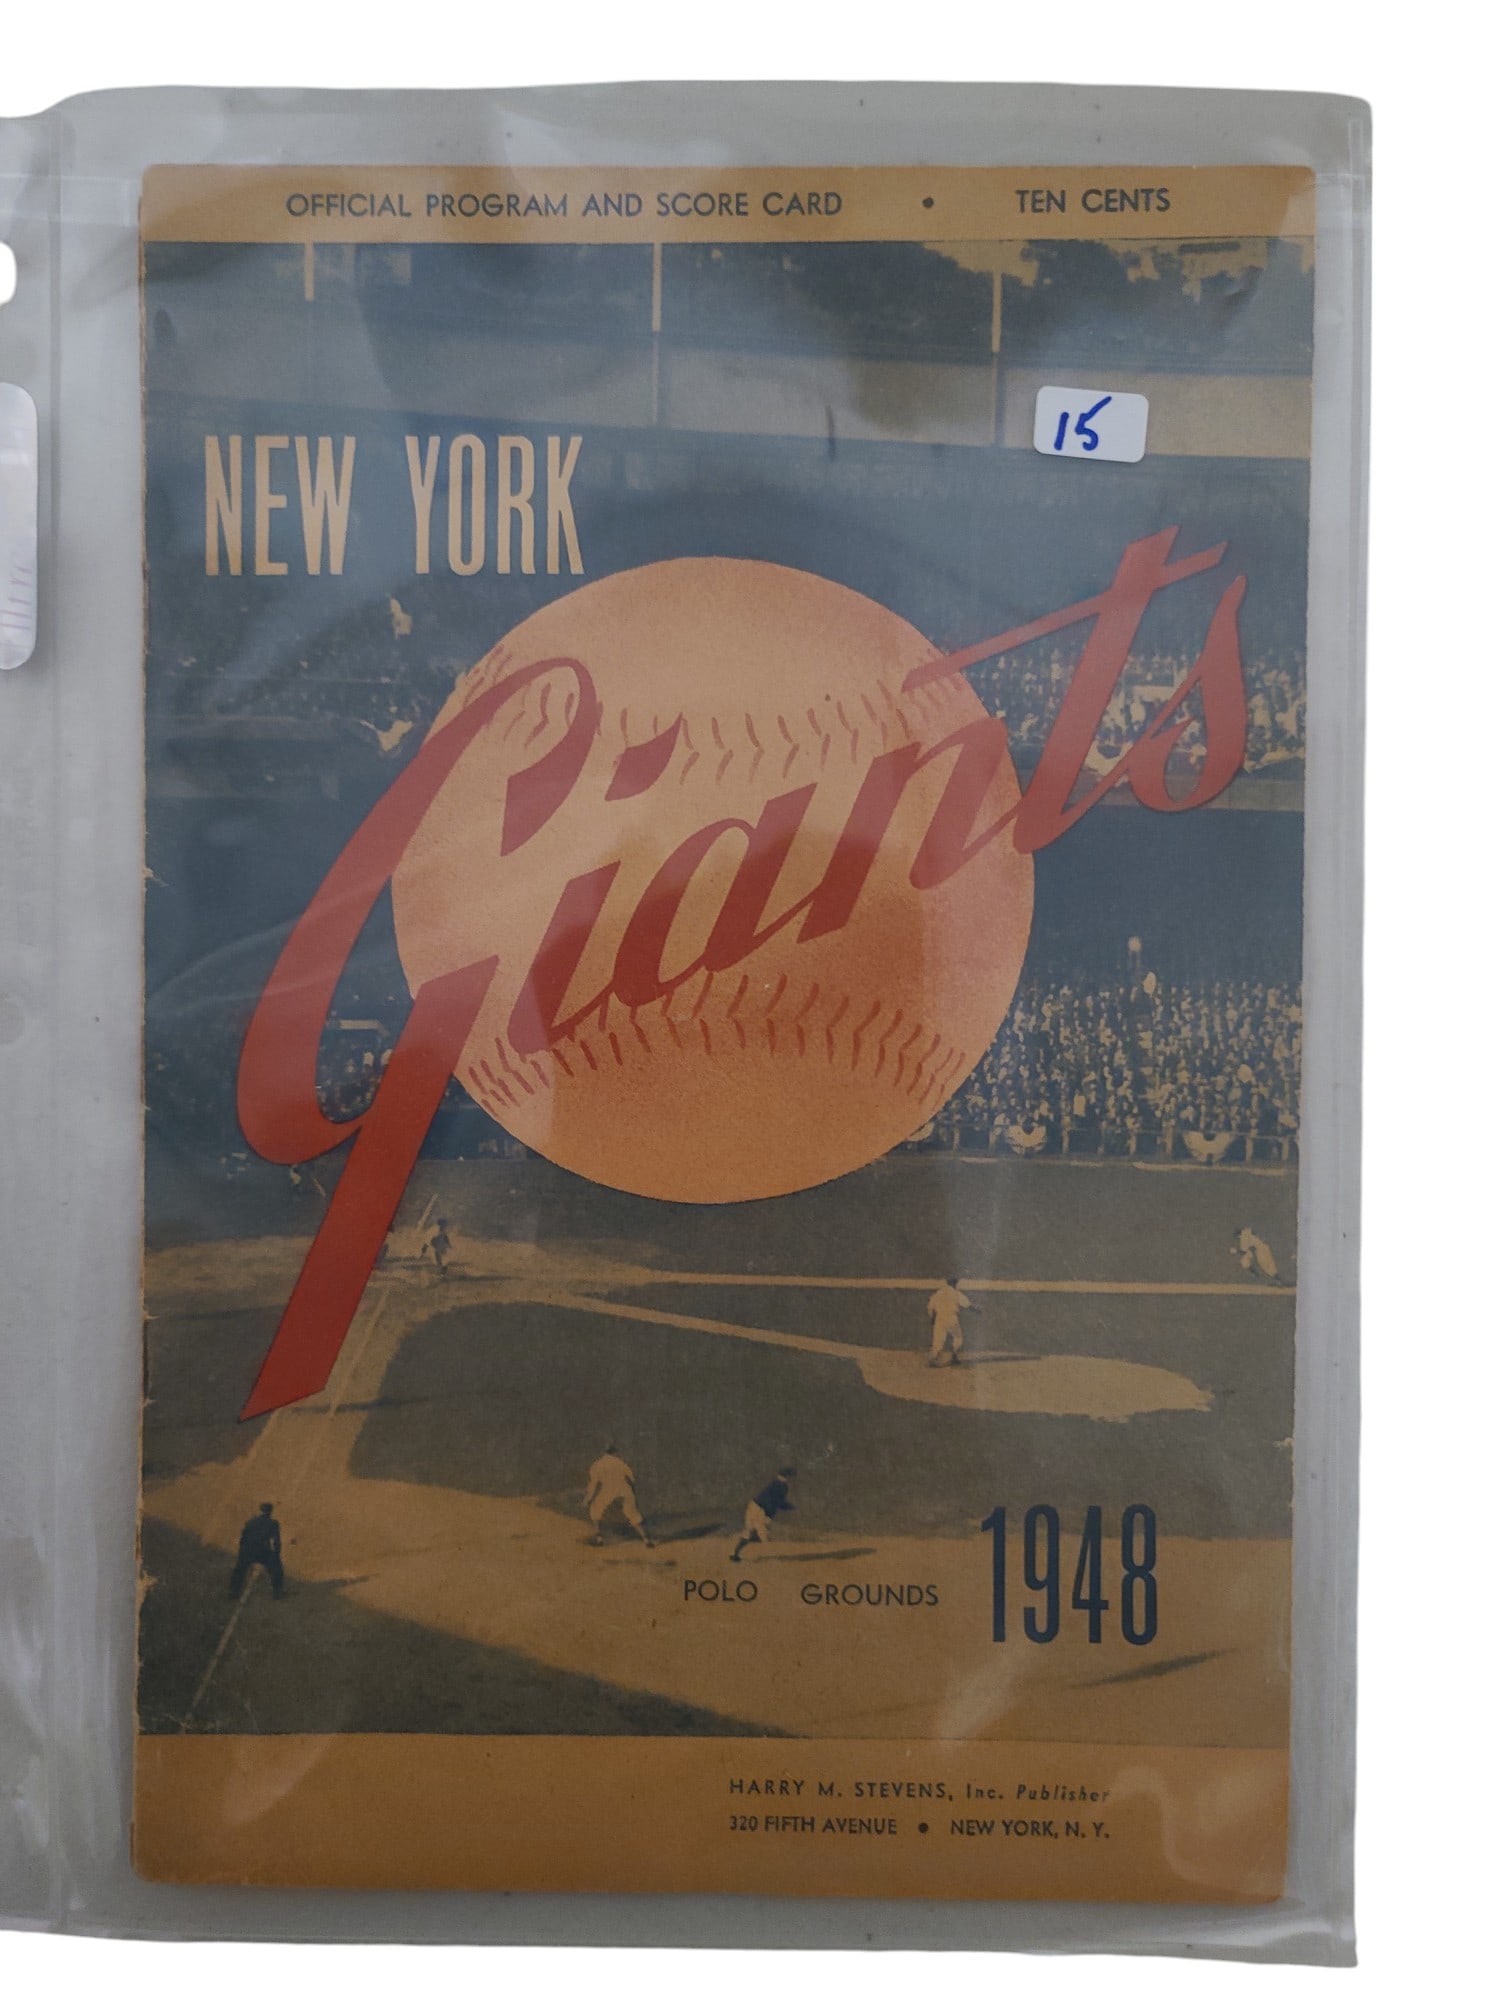 OFFICIAL PROGRAM AND SCORE CARD • TEN CENTS
15
NEW YORK
Giants
POLO GROUNDS 1948
HARRY M. STEVENS, Inc. Publisher
320 FIFTH AVENUE • NEW YORK, N. Y.